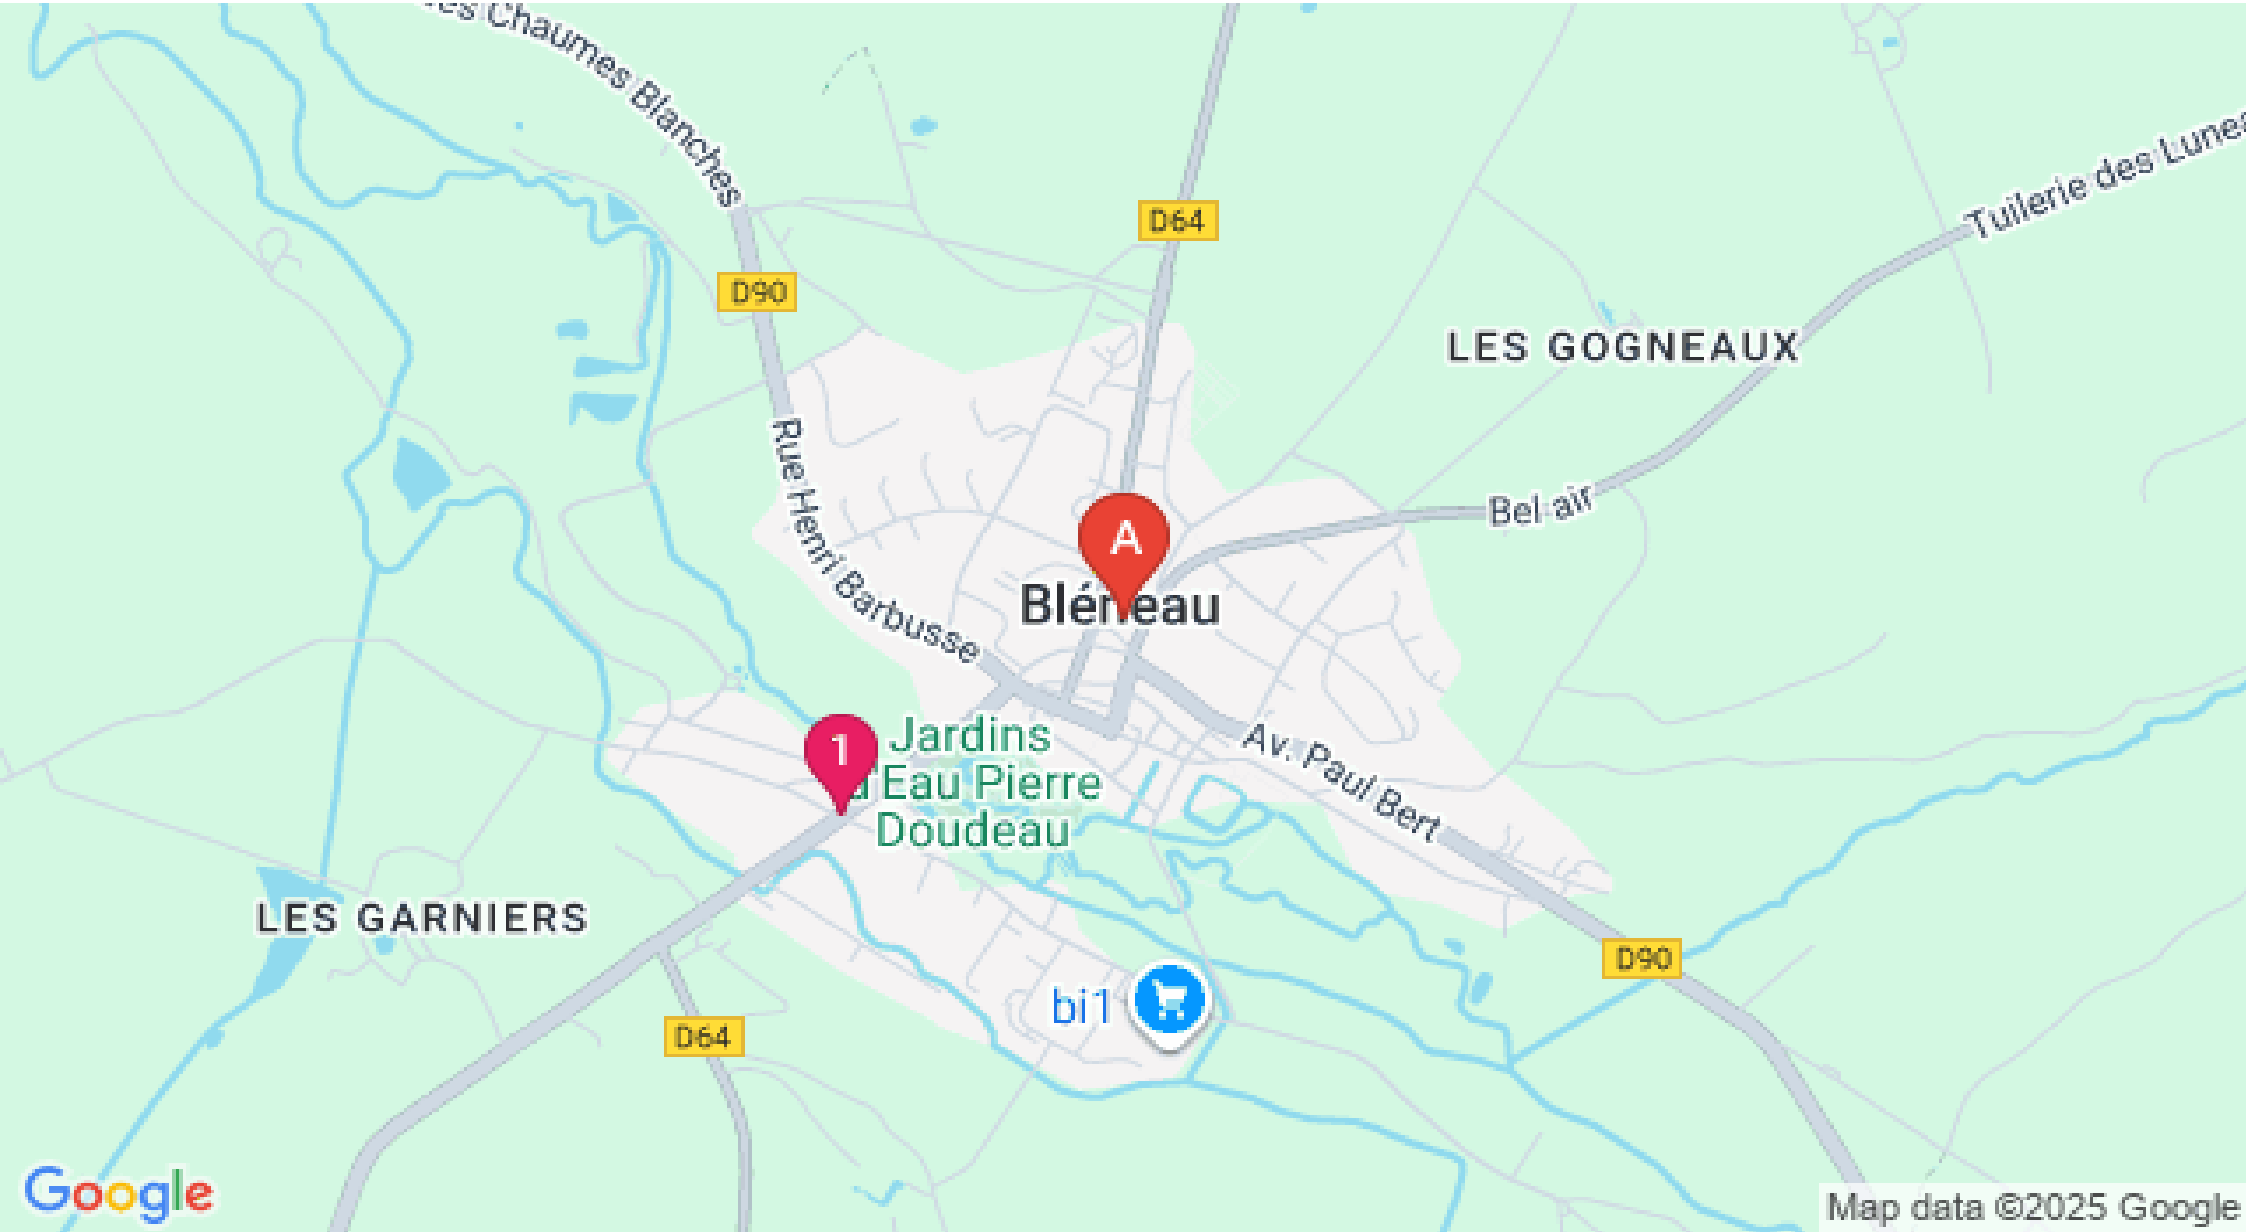 Chaumes Blanches
Tuilerie des
D64
D90
LES GOGNEAUX
Rue Henri Barbusse
Bel air
A
Bléneau
1
Jardins
d'Eau Pierre
Doudeau
Av. Paul Bert
LES GARNIERS
D90
bi1
D64
Google
Map data ©2025 Google